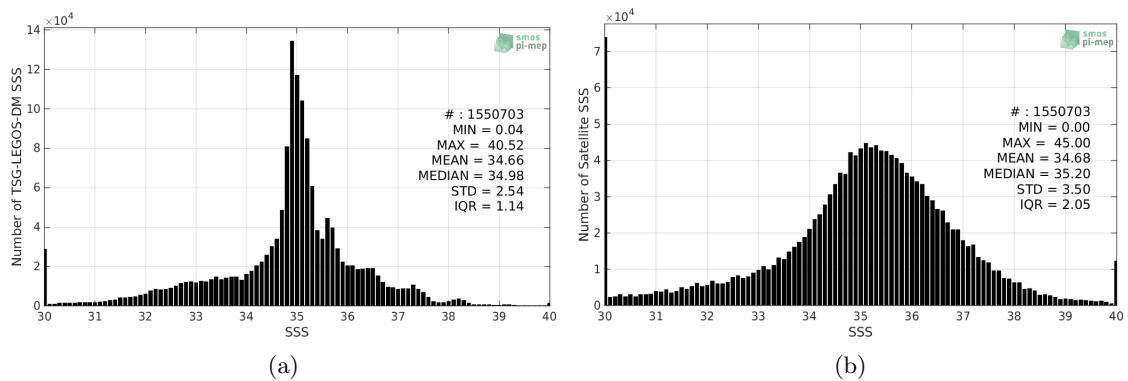 ×10⁴
14
12
10
8
6
4
2
0
Number of TSG-LEGOS-DM SSS
smos
pi-mep
# : 1550703
MIN = 0.04
MAX = 40.52
MEAN = 34.66
MEDIAN = 34.98
STD = 2.54
IQR = 1.14
30 31 32 33 34 35 36 37 38 39 40
SSS
(a)
×10⁴
7
6
5
4
3
2
1
0
Number of Satellite SSS
smos
pi-mep
# : 1550703
MIN = 0.00
MAX = 45.00
MEAN = 34.68
MEDIAN = 35.20
STD = 3.50
IQR = 2.05
30 31 32 33 34 35 36 37 38 39 40
SSS
(b)